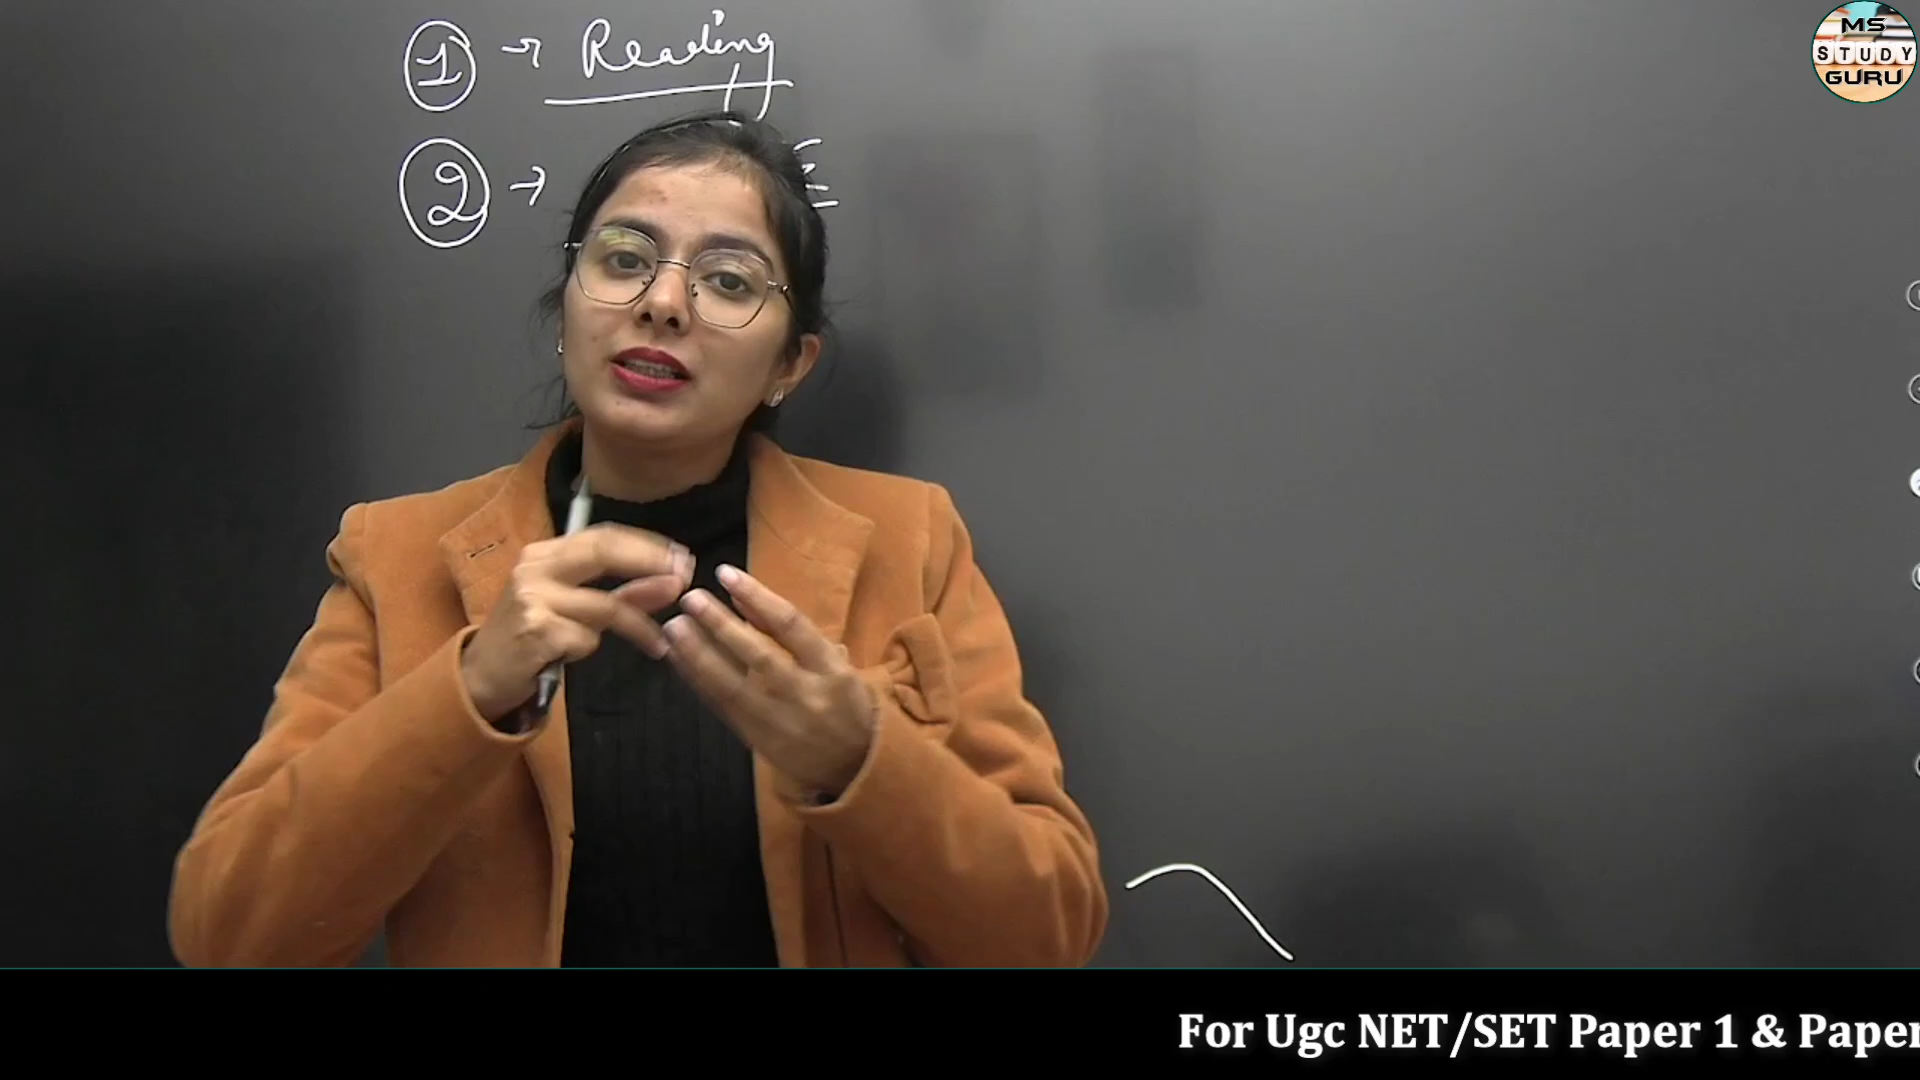 1 → Reading
2 →
MS
STUDY
GURU
For Ugc NET/SET Paper 1 & Paper